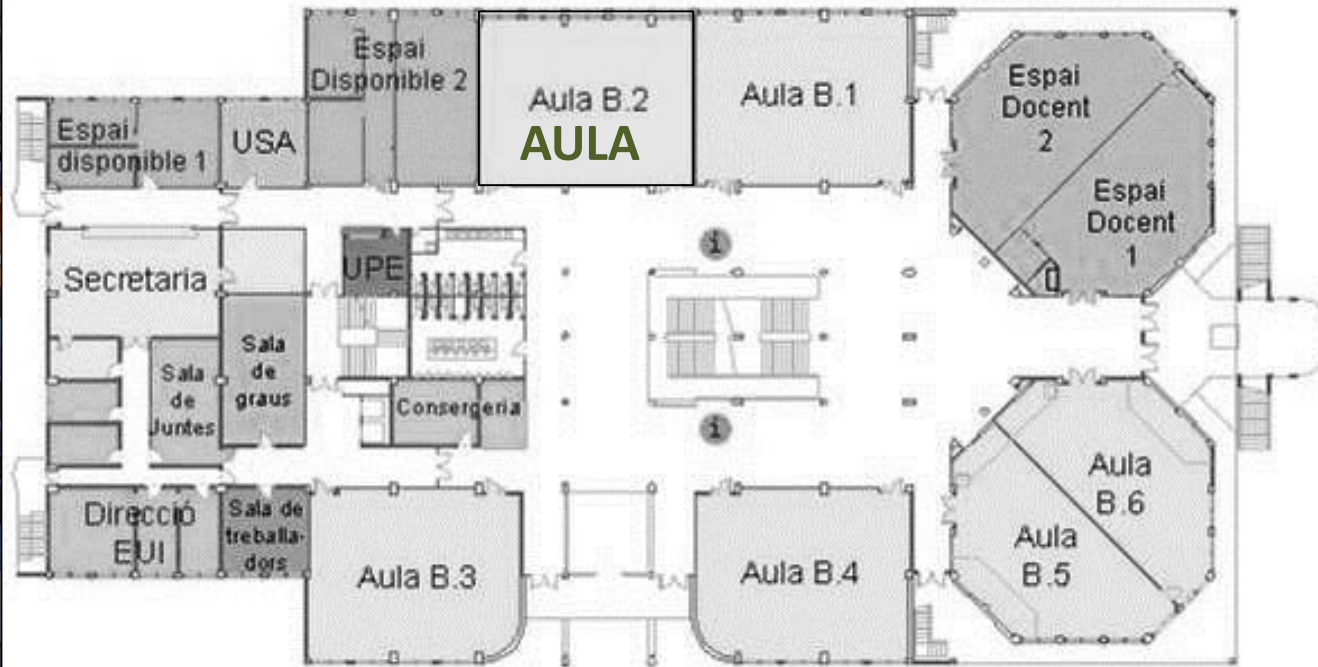 Espai
Disponible 2
Aula B.2
AULA
Aula B.1
Espai
Docent
2
Espai
disponible 1
USA
Espai
Docent
1
i
Secretaria
UPE
Sala
de
graus
Sala
de
Juntes
Consergeria
i
Direcció
EUI
Sala de
treballa-
dors
Aula B.3
Aula B.4
Aula
B.6
Aula
B.5